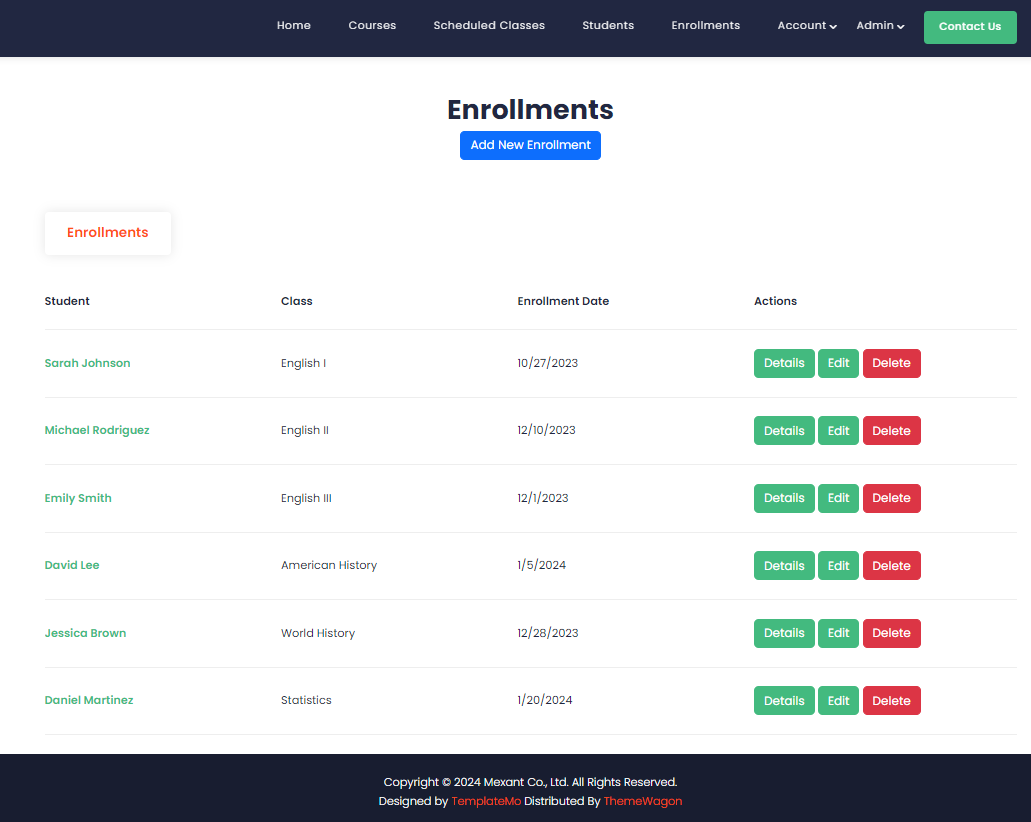 Home Courses Scheduled Classes Students Enrollments Account Admin Contact Us
Enrollments
Add New Enrollment
Enrollments
Student Class Enrollment Date Actions
Sarah Johnson English I 10/27/2023 Details Edit Delete
Michael Rodriguez English II 12/10/2023 Details Edit Delete
Emily Smith English III 12/1/2023 Details Edit Delete
David Lee American History 1/5/2024 Details Edit Delete
Jessica Brown World History 12/28/2023 Details Edit Delete
Daniel Martinez Statistics 1/20/2024 Details Edit Delete
Copyright © 2024 Mexant Co., Ltd. All Rights Reserved.
Designed by TemplateMo Distributed By ThemeWagon